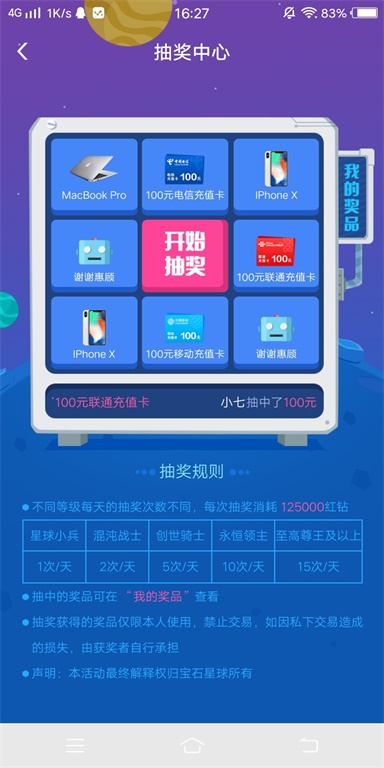 4G 1K/s 16:27 83%
抽奖中心
MacBook Pro
100元电信充值卡
IPhone X
我的奖品
谢谢惠顾
开始
抽奖
100元联通充值卡
IPhone X
100元移动充值卡
谢谢惠顾
100元联通充值卡 小七抽中了100元
抽奖规则
不同等级每天的抽奖次数不同，每次抽奖消耗 125000红钻
星球小兵 混沌战士 创世骑士 永恒领主 至高尊王及以上
1次/天 2次/天 5次/天 10次/天 15次/天
抽中的奖品可在“我的奖品”查看
抽奖获得的奖品仅限本人使用，禁止交易，如因私下交易造成
的损失，由获奖者自行承担
声明：本活动最终解释权归宝石星球所有